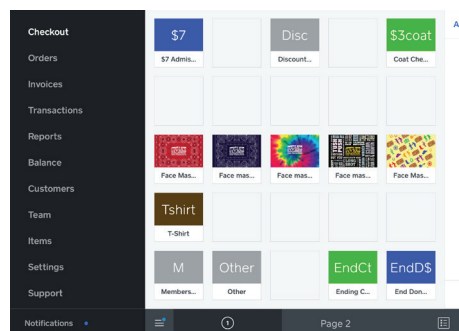 Checkout
Orders
Invoices
Transactions
Reports
Balance
Customers
Team
Items
Settings
Support
Notifications
$7
Disc
$3coat
A
$7 Admis...
Discount...
Coat Che...
Face Mas...
Face mas...
Face mas...
Face mas...
Face Mas...
Tshirt
T-Shirt
M
Other
EndCt
EndD$
Members...
Other
Ending C...
End Don...
1
Page 2